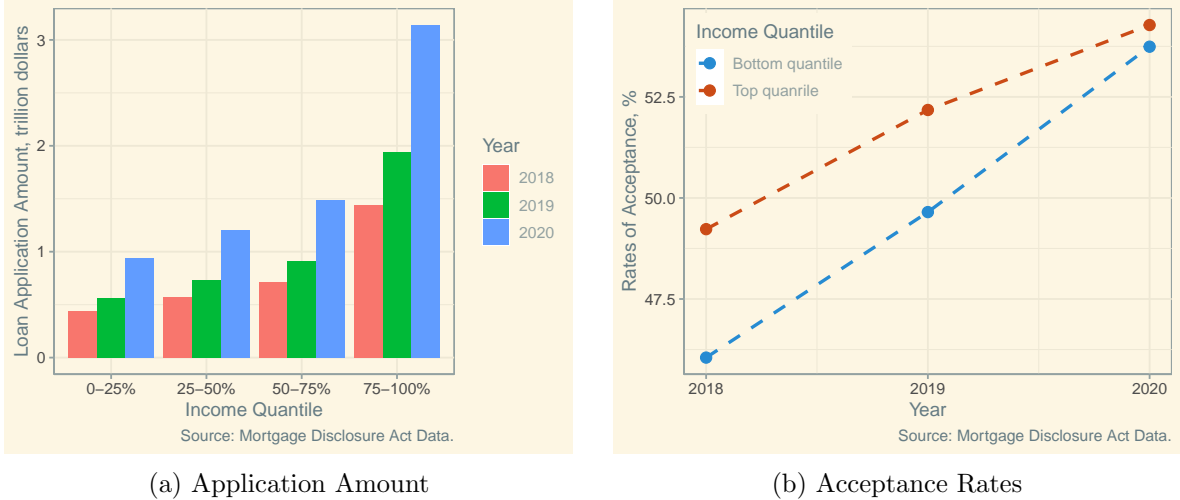 Loan Application Amount, trillion dollars
3
2
1
0
0–25%
25–50%
50–75%
75–100%
Income Quantile
Source: Mortgage Disclosure Act Data.
Year
2018
2019
2020
(a) Application Amount
Rates of Acceptance, %
52.5
50.0
47.5
Income Quantile
Bottom quantile
Top quanrile
2018
2019
2020
Year
Source: Mortgage Disclosure Act Data.
(b) Acceptance Rates